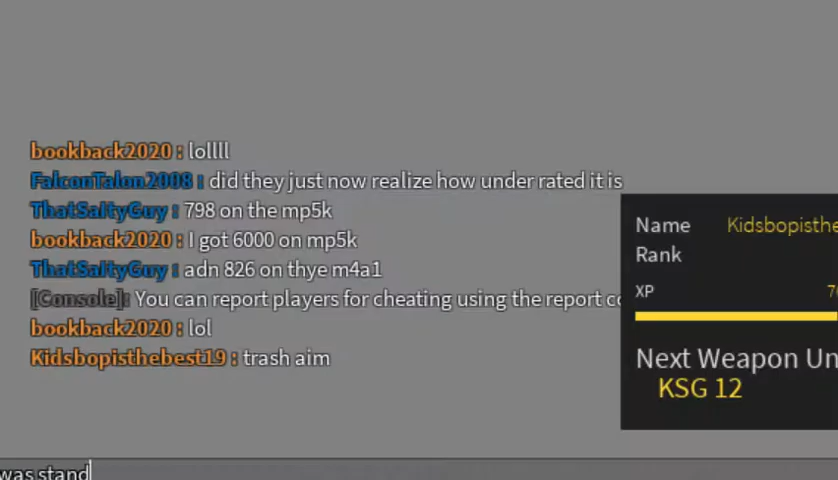 bookback2020 : lollll
FalconTalon2008 : did they just now realize how under rated it is
ThatSaltyGuy : 798 on the mp5k
bookback2020 : I got 6000 on mp5k
ThatSaltyGuy : adn 826 on thye m4a1
[Console]: You can report players for cheating using the report
bookback2020 : lol
Kidsbopisthebest19 : trash aim
was stand
Name Kidsbopisthe
Rank
XP
Next Weapon Un
KSG 12